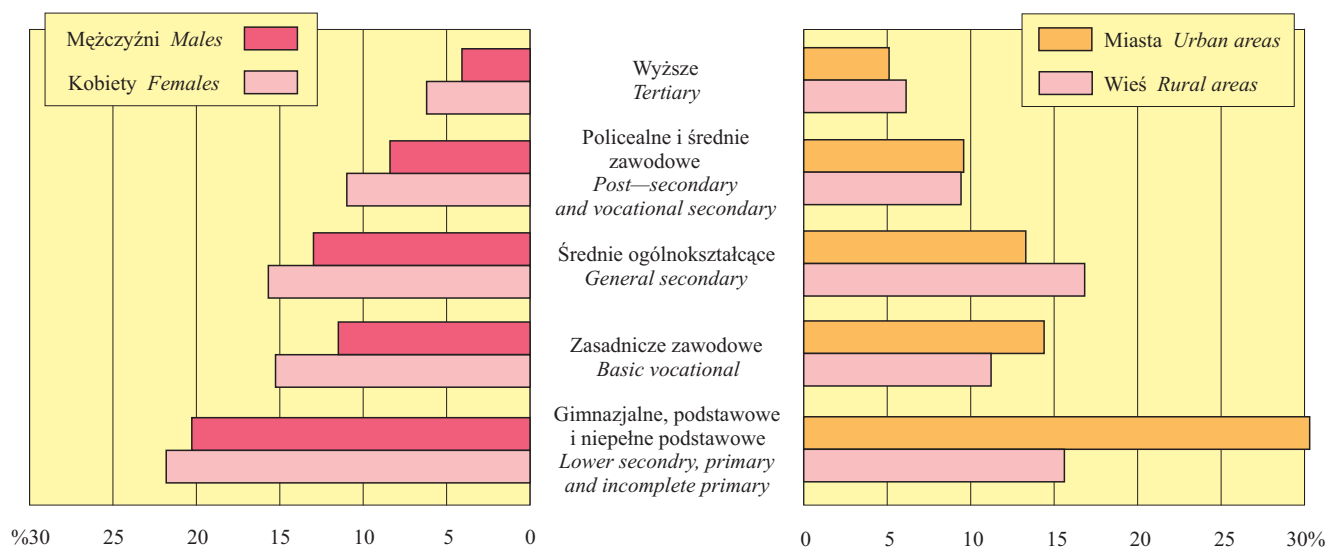 Mężczyźni Males
Kobiety Females
Miasta Urban areas
Wieś Rural areas
Wyższe
Tertiary
Policealne i średnie
zawodowe
Post—secondary
and vocational secondary
Średnie ogólnokształcące
General secondary
Zasadnicze zawodowe
Basic vocational
Gimnazjalne, podstawowe
i niepełne podstawowe
Lower secondry, primary
and incomplete primary
%30 25 20 15 10 5 0
0 5 10 15 20 25 30%